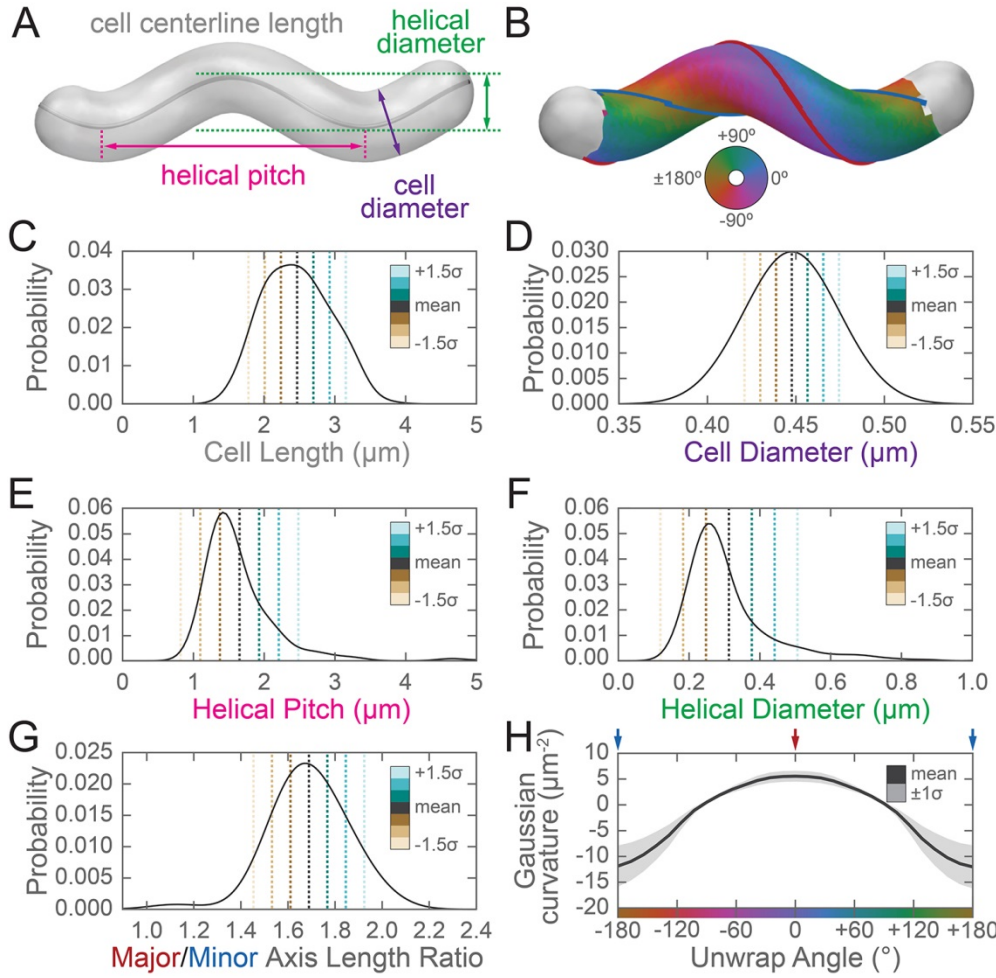 A
cell centerline length
helical
diameter
helical pitch
cell
diameter
B
+90º
±180º
0º
-90º
C
Probability
0.04
0.03
0.02
0.01
0.00
0
1
2
3
4
5
Cell Length (µm)
+1.5σ
mean
-1.5σ
D
Probability
0.030
0.025
0.020
0.015
0.010
0.005
0.000
0.35
0.40
0.45
0.50
0.55
Cell Diameter (µm)
+1.5σ
mean
-1.5σ
E
Probability
0.06
0.05
0.04
0.03
0.02
0.01
0.00
0
1
2
3
4
5
Helical Pitch (µm)
+1.5σ
mean
-1.5σ
F
Probability
0.06
0.05
0.04
0.03
0.02
0.01
0.00
0.0
0.2
0.4
0.6
0.8
1.0
Helical Diameter (µm)
+1.5σ
mean
-1.5σ
G
Probability
0.025
0.020
0.015
0.010
0.005
0.000
1.0
1.2
1.4
1.6
1.8
2.0
2.2
2.4
Major/Minor Axis Length Ratio
+1.5σ
mean
-1.5σ
H
Gaussian
curvature (µm-2)
10
5
0
-5
-10
-15
-20
-180
-120
-60
0
+60
+120
+180
Unwrap Angle (°)
mean
±1σ